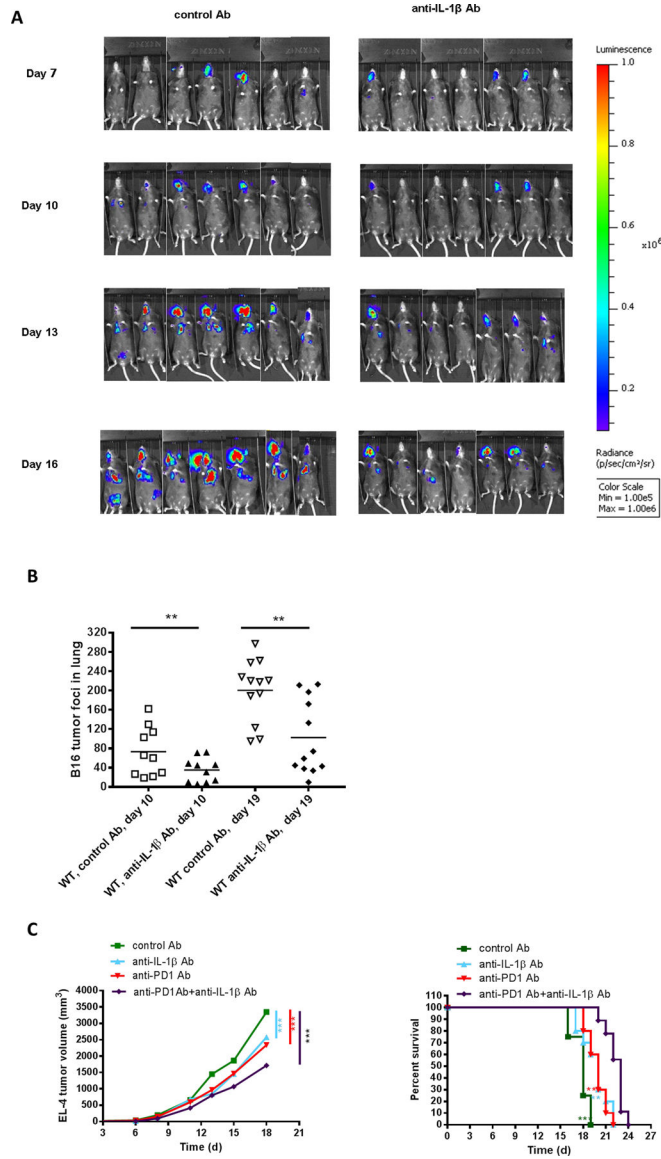 A
control Ab
anti-IL-1β Ab
Day 7
Day 10
Day 13
Day 16
Luminescence
1.0
0.8
0.6
x10⁶
0.4
0.2
Radiance
(p/sec/cm²/sr)
Color Scale
Min = 1.00e5
Max = 1.00e6
B
**
**
B16 tumor foci in lung
320
280
240
200
160
120
80
40
0
WT, control Ab, day 10
WT, anti-IL-1β Ab, day 10
WT control Ab, day 19
WT anti-IL-1β Ab, day 19
C
control Ab
anti-IL-1β Ab
anti-PD1 Ab
anti-PD1Ab+anti-IL-1β Ab
EL-4 tumor volume (mm³)
4000
3500
3000
2500
2000
1500
1000
500
0
3 6 9 12 15 18 21
Time (d)
***
***
***
control Ab
anti-IL-1β Ab
anti-PD1 Ab
anti-PD1 Ab+anti-IL-1β Ab
Percent survival
110
100
90
80
70
60
50
40
30
20
10
0
0 3 6 9 12 15 18 21 24 27
Time (d)